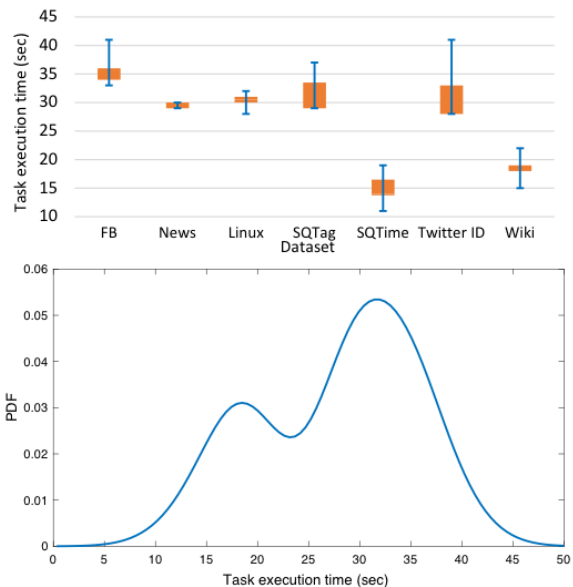 Task execution time (sec)
45
40
35
30
25
20
15
10
FB News Linux SQTag SQTime Twitter ID Wiki
Dataset
PDF
0.06
0.05
0.04
0.03
0.02
0.01
0
0 5 10 15 20 25 30 35 40 45 50
Task execution time (sec)